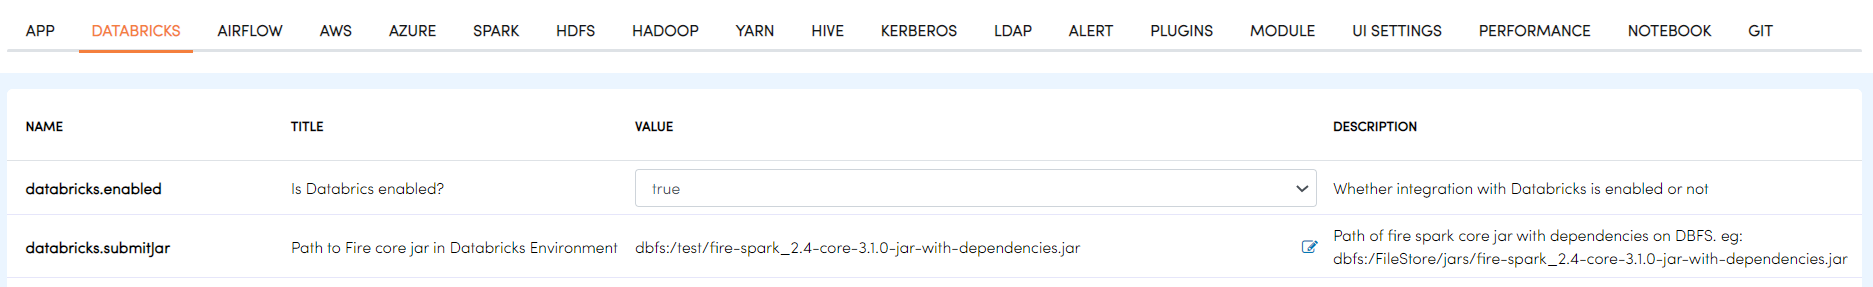 APP DATABRICKS AIRFLOW AWS AZURE SPARK HDFS HADOOP YARN HIVE KERBEROS LDAP ALERT PLUGINS MODULE UI SETTINGS PERFORMANCE NOTEBOOK GIT
NAME TITLE VALUE DESCRIPTION
databricks.enabled Is Databrics enabled? true Whether integration with Databricks is enabled or not
databricks.submitJar Path to Fire core jar in Databricks Environment dbfs:/test/fire-spark_2.4-core-3.1.0-jar-with-dependencies.jar Path of fire spark core jar with dependencies on DBFS. eg:
dbfs:/FileStore/jars/fire-spark_2.4-core-3.1.0-jar-with-dependencies.jar